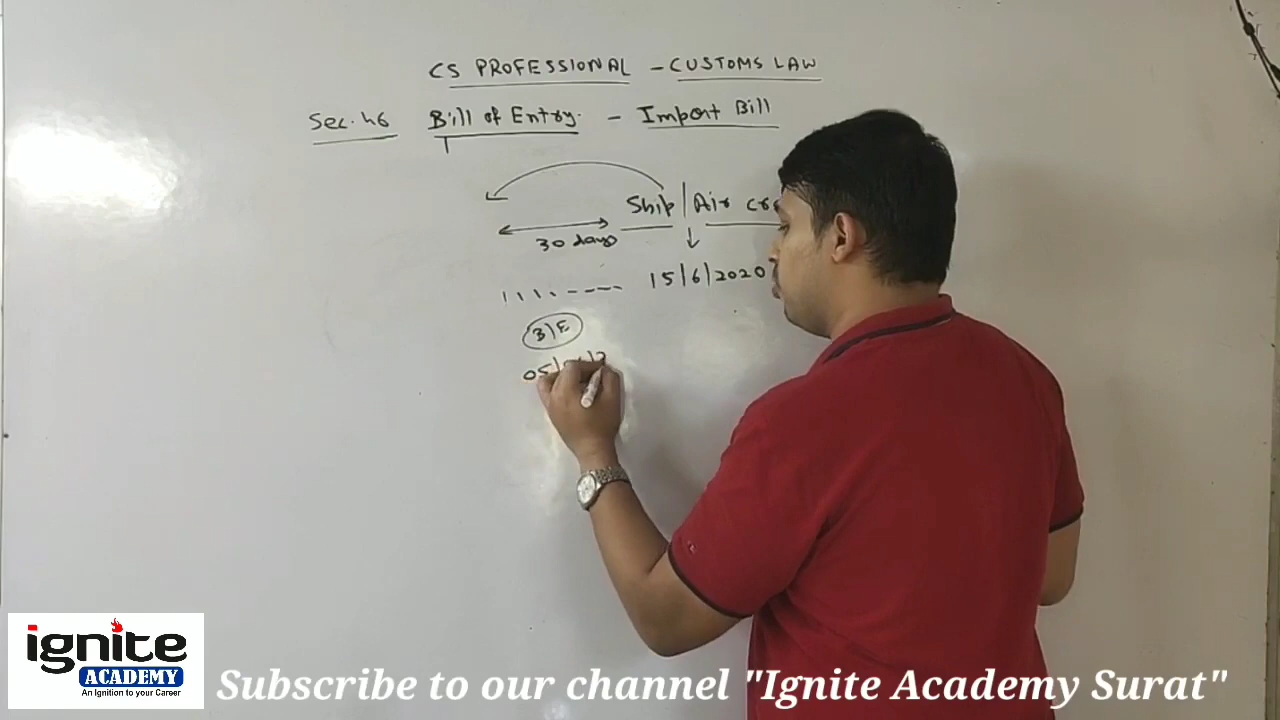 CS PROFESSIONAL - CUSTOMS LAW
Sec. 46 Bill of Entry. - Import Bill
Ship | Air
30 days
15/6/2020
B/E
05/
ignite
ACADEMY
An Ignition to your Career
Subscribe to our channel "Ignite Academy Surat"